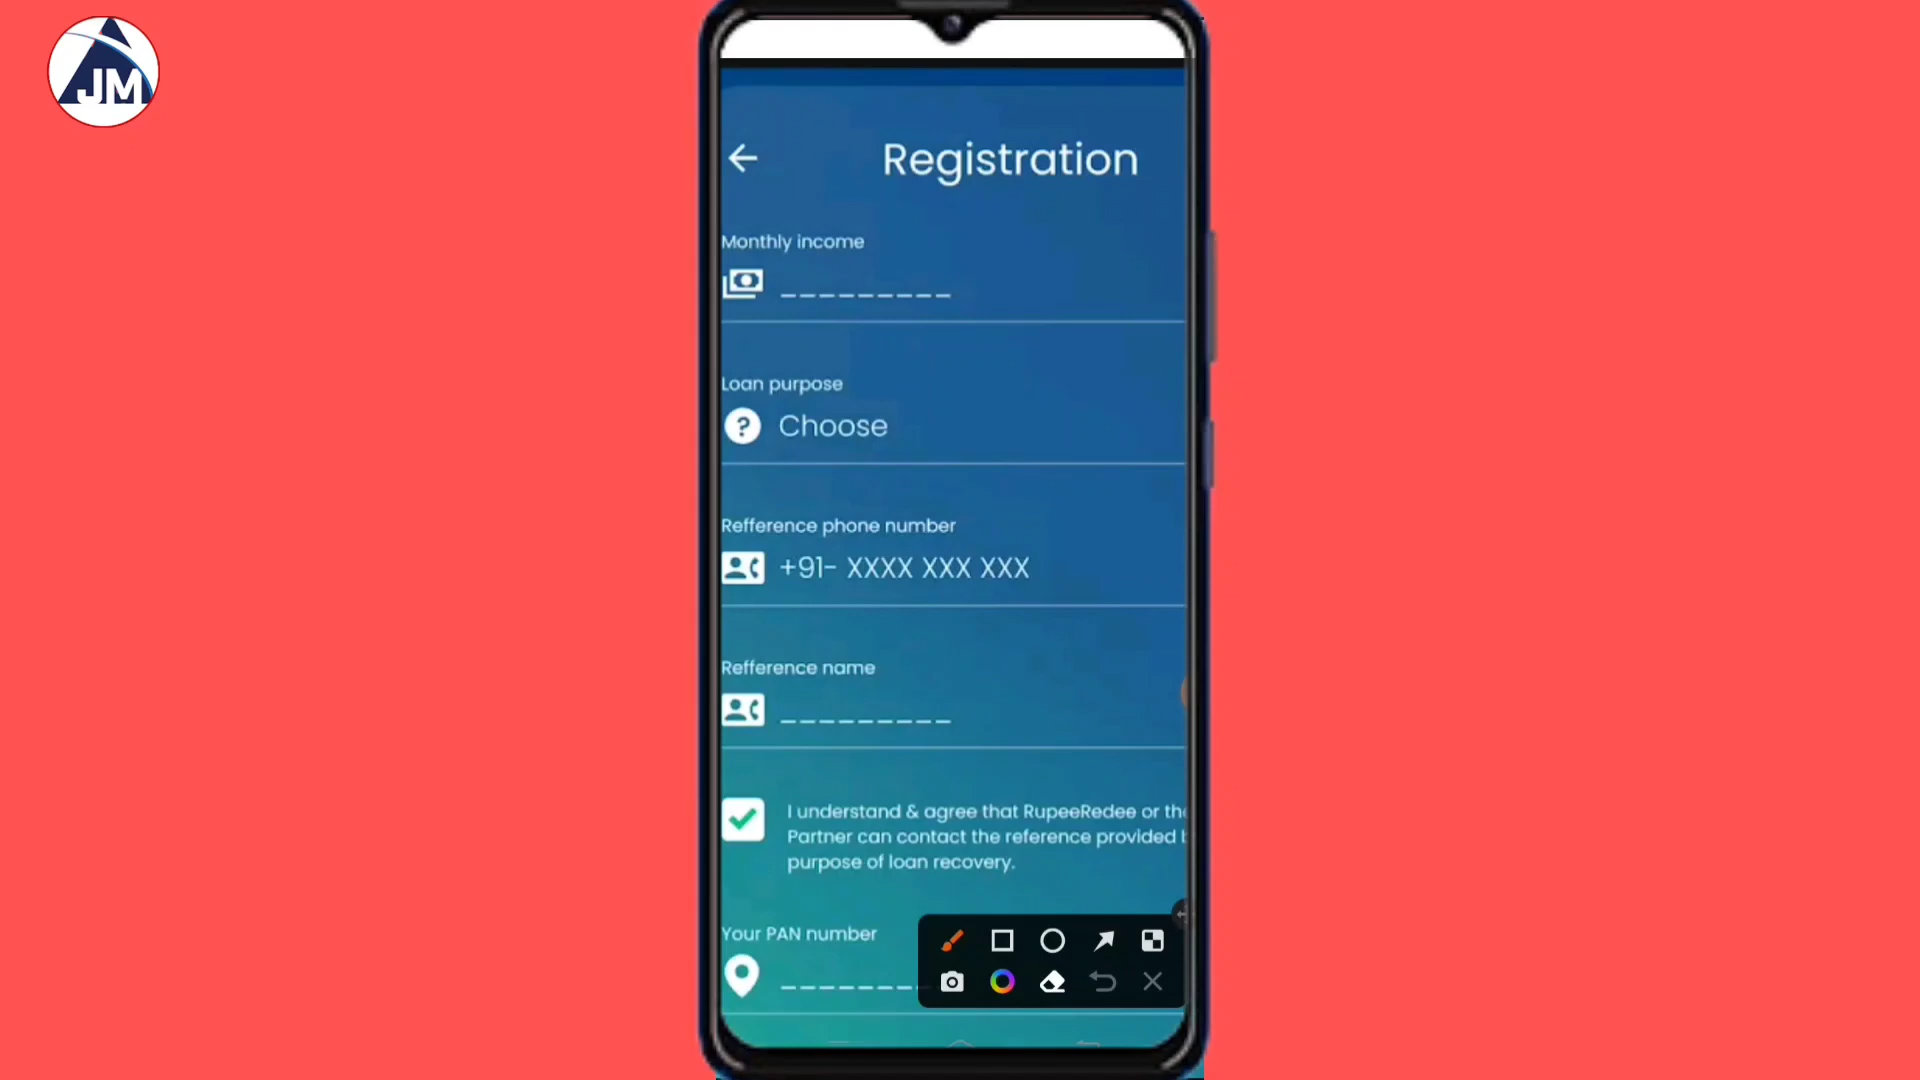 JM
Registration
Monthly income
Loan purpose
? Choose
Refference phone number
+91- XXXX XXX XXX
Refference name
I understand & agree that RupeeRedee or
Partner can contact the reference provided
purpose of loan recovery.
Your PAN number